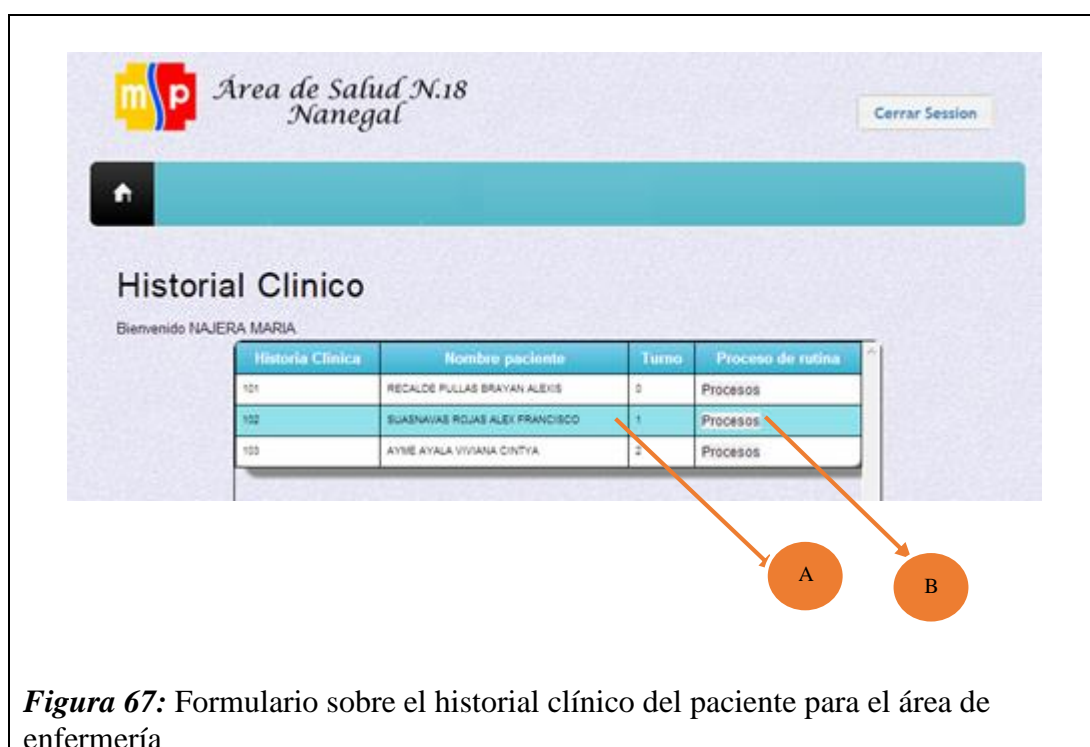 msp
Área de Salud N.18
Nanegal
Cerrar Session
Historial Clinico
Bienvenido NAJERA MARIA
Historia Clinica Nombre paciente Turno Proceso de rutina
101 RECALDE PULLAS BRAYAN ALEXIS 0 Procesos
102 SUASNAVAS ROJAS ALEX FRANCISCO 1 Procesos
103 AYME AYALA VIVIANA CINTYA 2 Procesos
A
B
Figura 67: Formulario sobre el historial clínico del paciente para el área de
enfermería